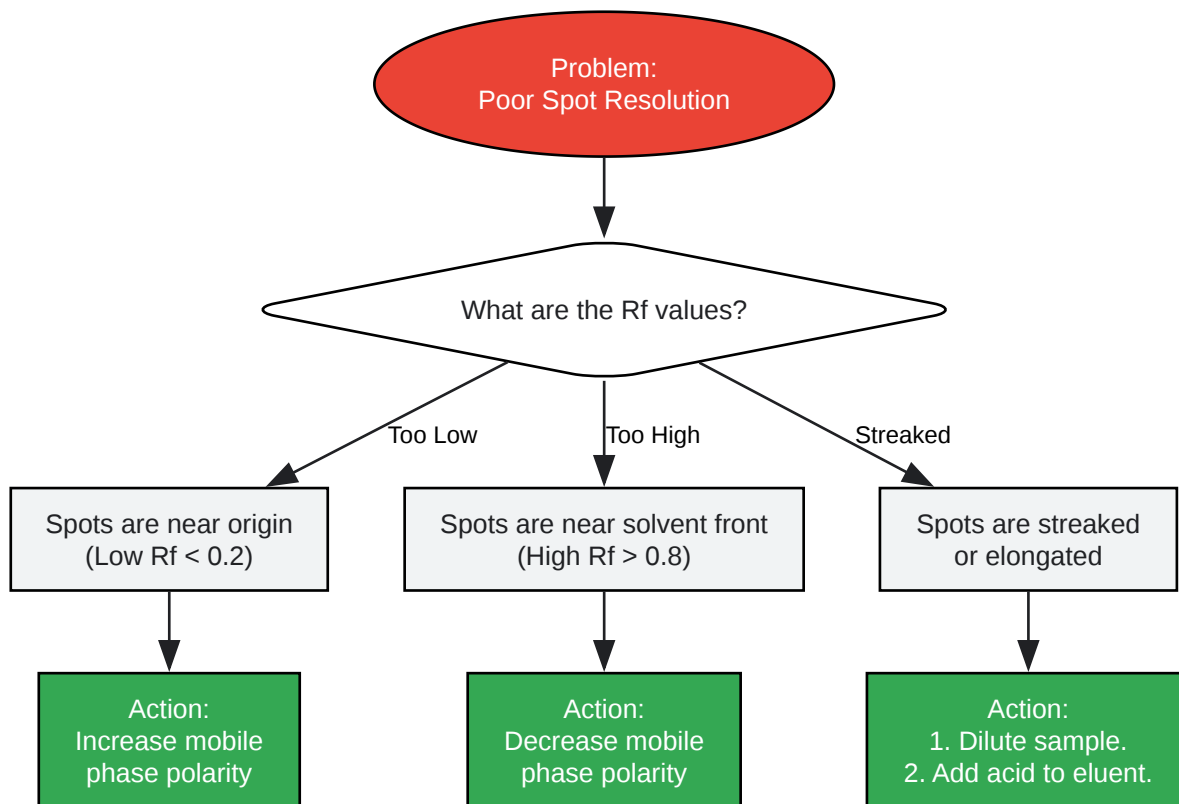 Problem:
Poor Spot Resolution
What are the Rf values?
Too Low
Too High
Streaked
Spots are near origin
(Low Rf < 0.2)
Spots are near solvent front
(High Rf > 0.8)
Spots are streaked
or elongated
Action:
Increase mobile
phase polarity
Action:
Decrease mobile
phase polarity
Action:
1. Dilute sample.
2. Add acid to eluent.